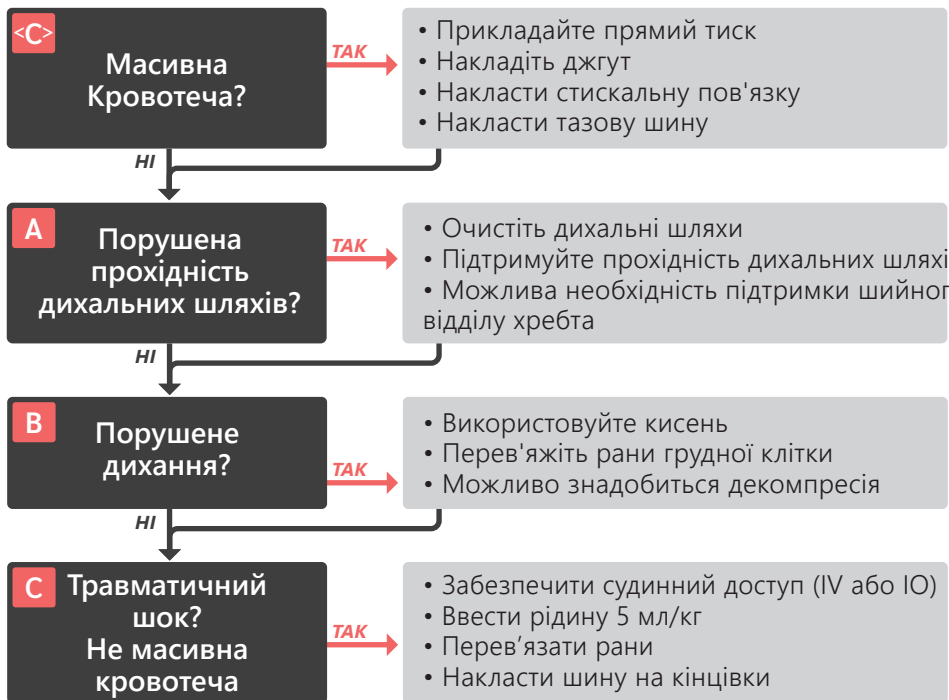 <C>
Масивна
Кровотеча?
ТАК
• Прикладайте прямий тиск
• Накладіть джгут
• Накласти стискальну пов'язку
• Накласти тазову шину
НІ
A
Порушена
прохідність
дихальних шляхів?
ТАК
• Очистіть дихальні шляхи
• Підтримуйте прохідність дихальних шляхі
• Можлива необхідність підтримки шийног
відділу хребта
НІ
B
Порушене
дихання?
ТАК
• Використовуйте кисень
• Перев'яжіть рани грудної клітки
• Можливо знадобиться декомпресія
НІ
C
Травматичний
шок?
Не масивна
кровотеча
ТАК
• Забезпечити судинний доступ (IV або IO)
• Ввести рідину 5 мл/кг
• Перев’язати рани
• Накласти шину на кінцівки